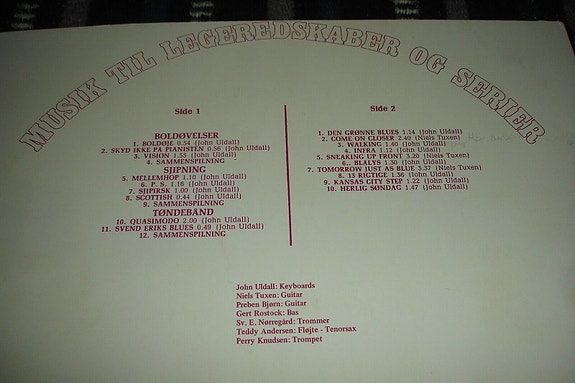 MUSIK TIL LEGEREDSKABER OG SERIER
Side 1
BOLDØVELSER
1. BOLDØJE 0.54 (John Uldall)
2. SKYD IKKE PÅ PIANISTEN 0.56 (John Uldall)
3. VISION 1.55 (John Uldall)
4. SAMMENSPILNING
SJIPNING
5. MELLEMHOP 1.10 (John Uldall)
6. P. S. 1.16 (John Uldall)
7. SJIPIRSK 1.00 (John Uldall)
8. SCOTTISH 0.44 (John Uldall)
9. SAMMENSPILNING
TØNDEBÅND
10. QUASIMODO 2.00 (John Uldall)
11. SVEND ERIKS BLUES 0.49 (John Uldall)
12. SAMMENSPILNING
Side 2
1. DEN GRØNNE BLUES 1.14 (John Uldall)
2. COME ON CLOSER 2.40 (Niels Tuxen)
3. WALKING 1.40 (John Uldall)
4. INTRA 1.12 (John Uldall)
5. SNEAKING UP FRONT 3.20 (Niels Tuxen)
6. BLALYS 1.30 (John Uldall)
7. TOMORROW JUST AS BLUE 5.37 (Niels Tuxen)
8. 13 RIGTIGE 1.36 (John Uldall)
9. KANSAS CITY STEP 1.22 (John Uldall)
10. HERLIG SØNDAG 1.47 (John Uldall)
John Uldall: Keyboards
Niels Tuxen: Guitar
Preben Bjørn: Guitar
Gert Rostock: Bas
Sv. E. Nørregård: Trommer
Teddy Andersen: Fløjte - Tenorsax
Perry Knudsen: Trompet